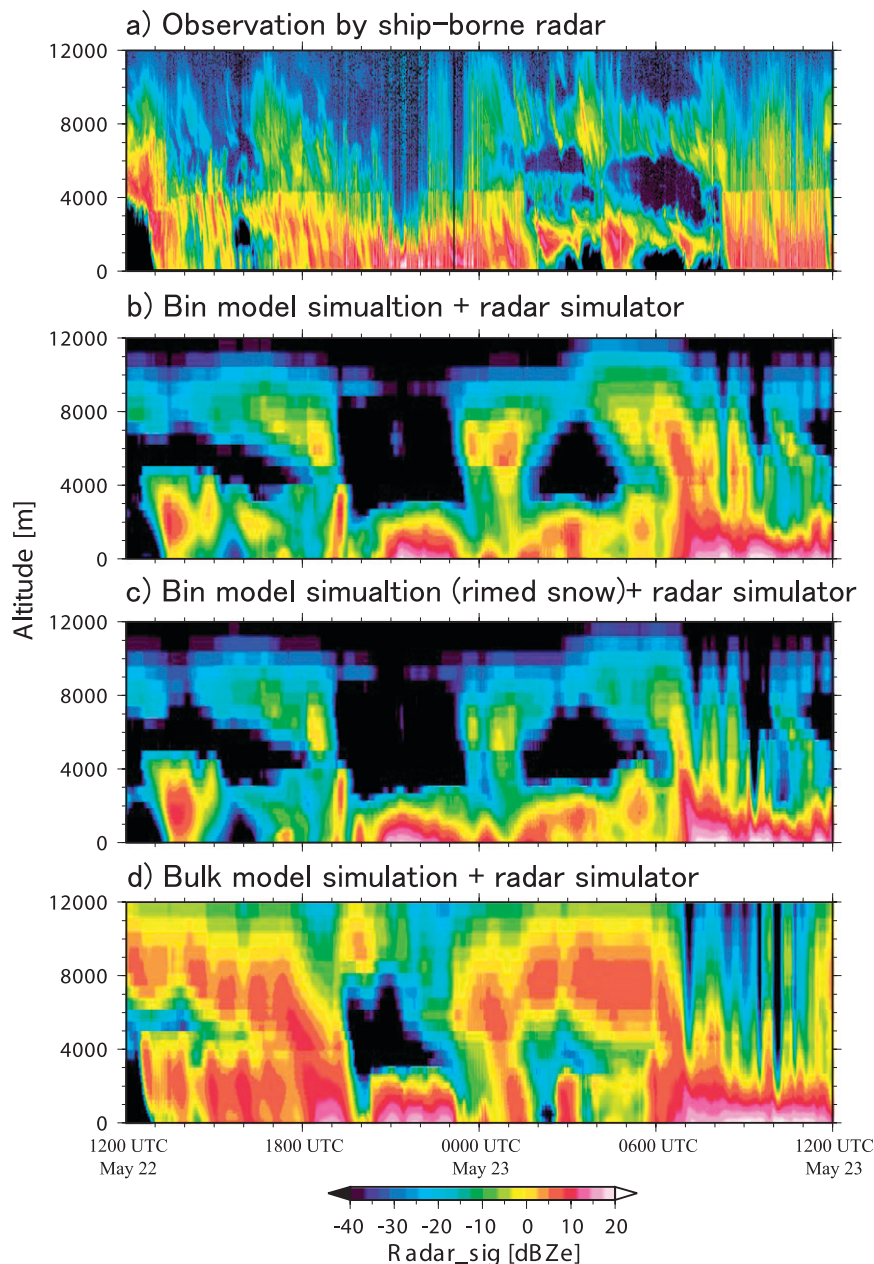 a) Observation by ship-borne radar
12000
8000
4000
0
b) Bin model simualtion + radar simulator
12000
8000
4000
0
c) Bin model simualtion (rimed snow)+ radar simulator
12000
8000
4000
0
d) Bulk model simulation + radar simulator
12000
8000
4000
0
Altitude [m]
1200 UTC 1800 UTC 0000 UTC 0600 UTC 1200 UTC
May 22 May 23 May 23
-40 -30 -20 -10 0 10 20
Radar_sig [dBZe]